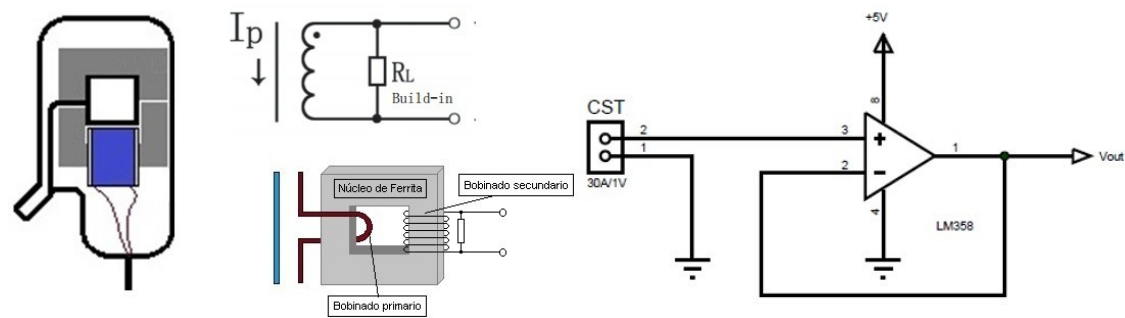 Ip
RL
Build-in
Núcleo de Ferrita
Bobinado secundario
Bobinado primario
CST
2
1
30A/1V
+5V
8
3
2
1
4
Vout
LM358